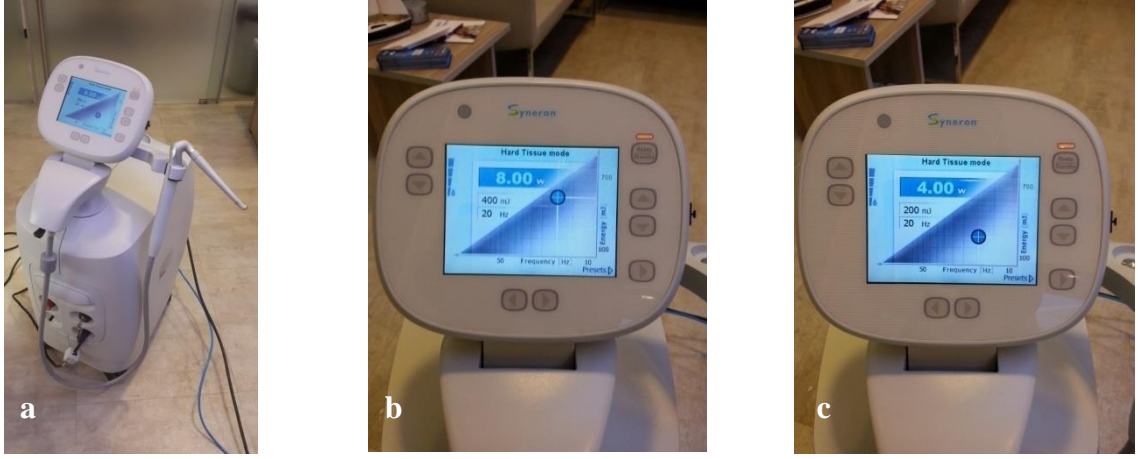 a
Syneron
Hard Tissue mode
8.00 w
400 mJ
20 Hz
700
Energy [mJ]
100
50 Frequency [Hz] 10
Presets
b
Syneron
Hard Tissue mode
4.00 w
200 mJ
20 Hz
700
Energy [mJ]
100
50 Frequency [Hz] 10
Presets
c